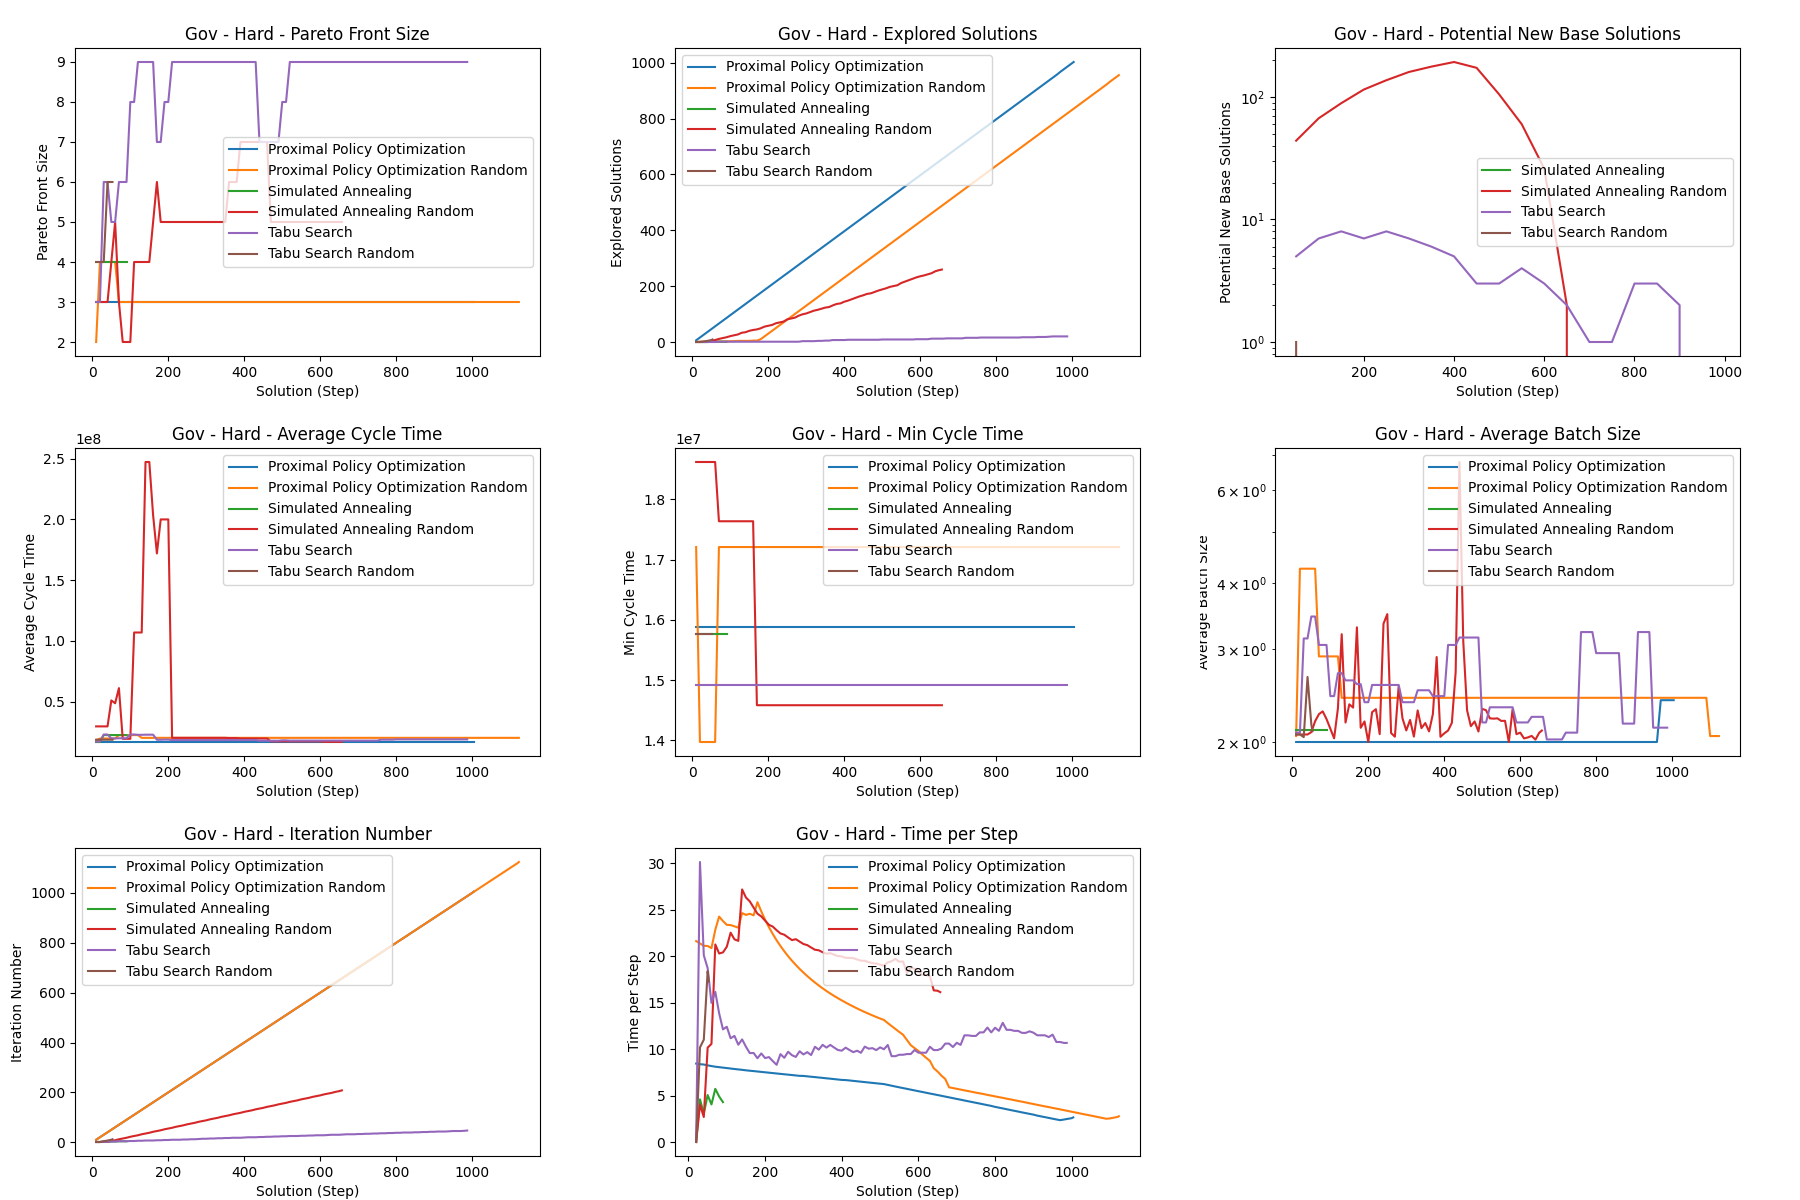 Gov - Hard - Pareto Front Size
Pareto Front Size
9
8
7
6
5
4
3
2
Proximal Policy Optimization
Proximal Policy Optimization Random
Simulated Annealing
Simulated Annealing Random
Tabu Search
Tabu Search Random
0 200 400 600 800 1000
Solution (Step)
Gov - Hard - Explored Solutions
Explored Solutions
1000
800
600
400
200
0
Proximal Policy Optimization
Proximal Policy Optimization Random
Simulated Annealing
Simulated Annealing Random
Tabu Search
Tabu Search Random
0 200 400 600 800 1000
Solution (Step)
Gov - Hard - Potential New Base Solutions
Potential New Base Solutions
10²
10¹
10⁰
Simulated Annealing
Simulated Annealing Random
Tabu Search
Tabu Search Random
200 400 600 800 1000
Solution (Step)
Gov - Hard - Average Cycle Time
1e8
Average Cycle Time
2.5
2.0
1.5
1.0
0.5
Proximal Policy Optimization
Proximal Policy Optimization Random
Simulated Annealing
Simulated Annealing Random
Tabu Search
Tabu Search Random
0 200 400 600 800 1000
Solution (Step)
Gov - Hard - Min Cycle Time
1e7
Min Cycle Time
1.8
1.7
1.6
1.5
1.4
Proximal Policy Optimization
Proximal Policy Optimization Random
Simulated Annealing
Simulated Annealing Random
Tabu Search
Tabu Search Random
0 200 400 600 800 1000
Solution (Step)
Gov - Hard - Average Batch Size
Average Batch Size
6 × 10⁰
4 × 10⁰
3 × 10⁰
2 × 10⁰
Proximal Policy Optimization
Proximal Policy Optimization Random
Simulated Annealing
Simulated Annealing Random
Tabu Search
Tabu Search Random
0 200 400 600 800 1000
Solution (Step)
Gov - Hard - Iteration Number
Iteration Number
1000
800
600
400
200
0
Proximal Policy Optimization
Proximal Policy Optimization Random
Simulated Annealing
Simulated Annealing Random
Tabu Search
Tabu Search Random
0 200 400 600 800 1000
Solution (Step)
Gov - Hard - Time per Step
Time per Step
30
25
20
15
10
5
0
Proximal Policy Optimization
Proximal Policy Optimization Random
Simulated Annealing
Simulated Annealing Random
Tabu Search
Tabu Search Random
0 200 400 600 800 1000
Solution (Step)